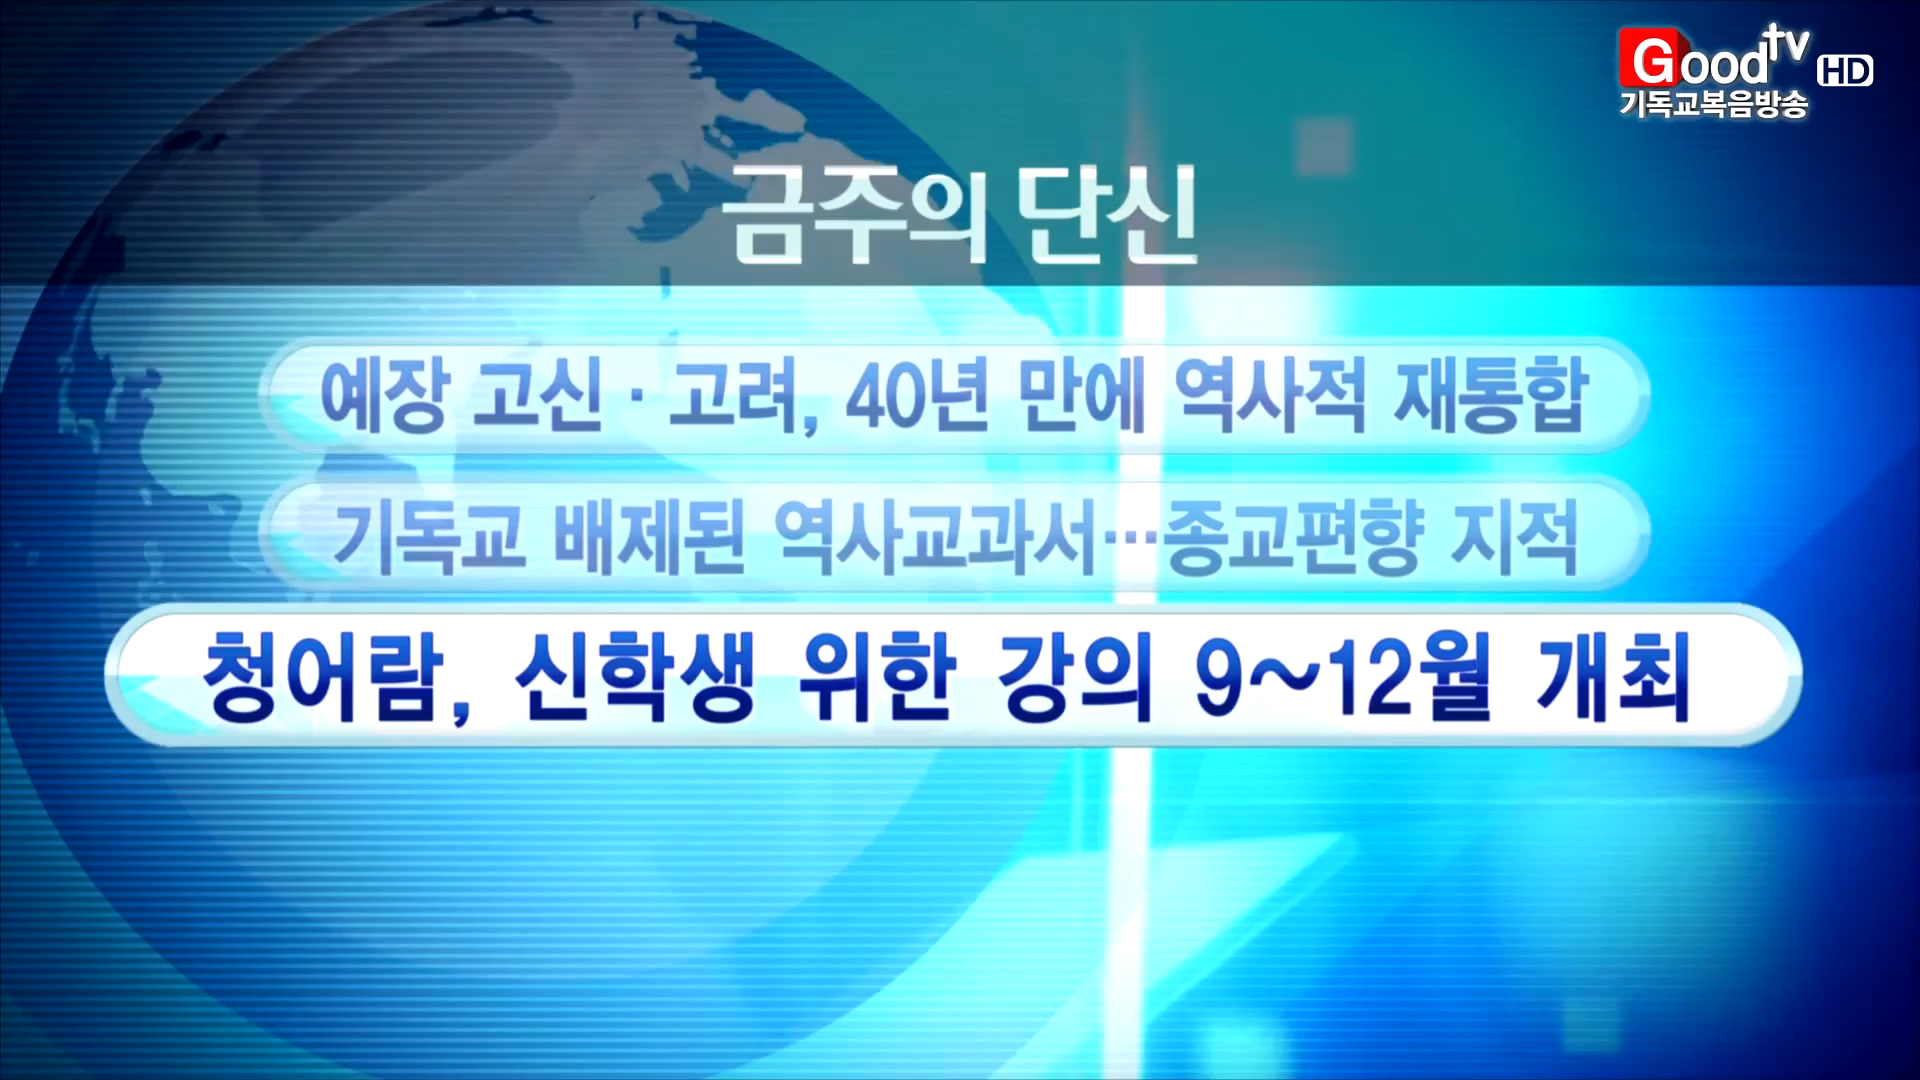 Goodtv HD
기독교복음방송
금주의 단신
예장 고신·고려, 40년 만에 역사적 재통합
기독교 배제된 역사교과서…종교편향 지적
청어람, 신학생 위한 강의 9~12월 개최